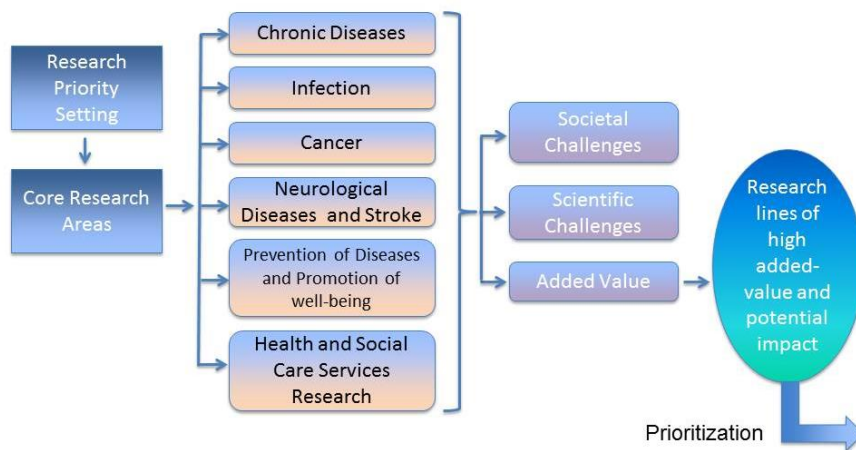 Research
Priority
Setting
Core Research
Areas
Chronic Diseases
Infection
Cancer
Neurological
Diseases and Stroke
Prevention of Diseases
and Promotion of
well-being
Health and Social
Care Services
Research
Societal
Challenges
Scientific
Challenges
Added Value
Research
lines of
high
added-
value and
potential
impact
Prioritization